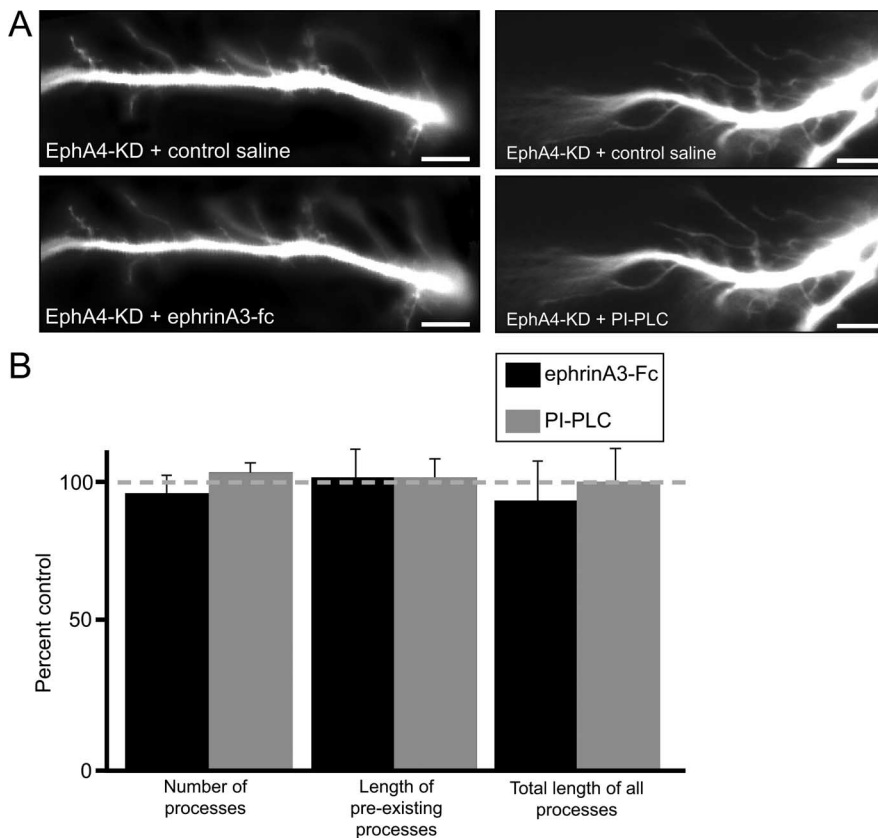 A
EphA4-KD + control saline
EphA4-KD + control saline
EphA4-KD + ephrinA3-fc
EphA4-KD + PI-PLC
B
ephrinA3-Fc
PI-PLC
Percent control
100
50
0
Number of
processes
Length of
pre-existing
processes
Total length of all
processes